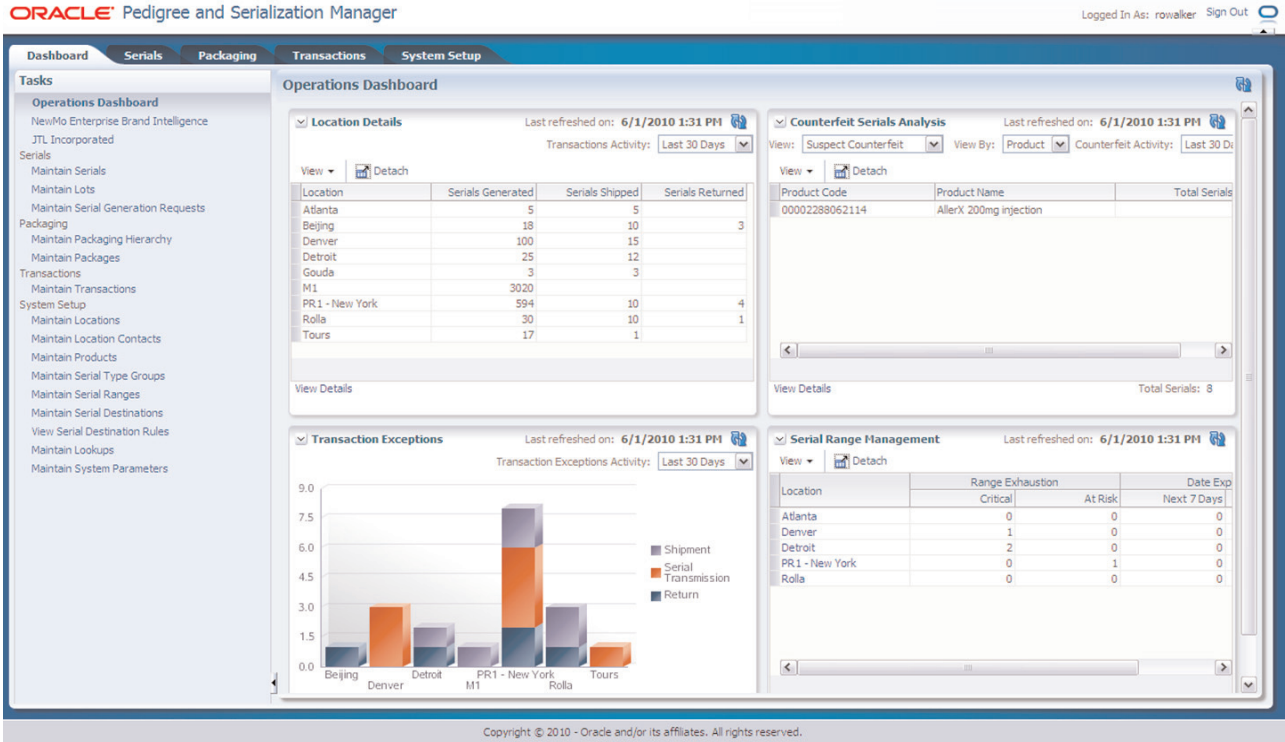 ORACLE® Pedigree and Serialization Manager
Logged In As: rowalker Sign Out
Dashboard Serials Packaging Transactions System Setup
Tasks
Operations Dashboard
NewMo Enterprise Brand Intelligence
JTL Incorporated
Serials
Maintain Serials
Maintain Lots
Maintain Serial Generation Requests
Packaging
Maintain Packaging Hierarchy
Maintain Packages
Transactions
Maintain Transactions
System Setup
Maintain Locations
Maintain Location Contacts
Maintain Products
Maintain Serial Type Groups
Maintain Serial Ranges
Maintain Serial Destinations
View Serial Destination Rules
Maintain Lookups
Maintain System Parameters
Operations Dashboard
Location Details Last refreshed on: 6/1/2010 1:31 PM
Transactions Activity: Last 30 Days
View Detach
Location Serials Generated Serials Shipped Serials Returned
Atlanta 5 5
Beijing 18 10 3
Denver 100 15
Detroit 25 12
Gouda 3 3
M1 3020
PR1 - New York 594 10 4
Rolla 30 10 1
Tours 17 1
View Details
Counterfeit Serials Analysis Last refreshed on: 6/1/2010 1:31 PM
View: Suspect Counterfeit View By: Product Counterfeit Activity: Last 30 Da
View Detach
Product Code Product Name Total Serials
00002288062114 AllerX 200mg injection
View Details Total Serials: 8
Transaction Exceptions Last refreshed on: 6/1/2010 1:31 PM
Transaction Exceptions Activity: Last 30 Days
9.0
7.5
6.0
4.5
3.0
1.5
0.0
Beijing Detroit PR1 - New York Tours
Denver M1 Rolla
Shipment
Serial
Transmission
Return
Serial Range Management Last refreshed on: 6/1/2010 1:31 PM
View Detach
Range Exhaustion Date Exp
Location Critical At Risk Next 7 Days
Atlanta 0 0 0
Denver 1 0 0
Detroit 2 0 0
PR1 - New York 0 1 0
Rolla 0 0 0
Copyright © 2010 - Oracle and/or its affiliates. All rights reserved.